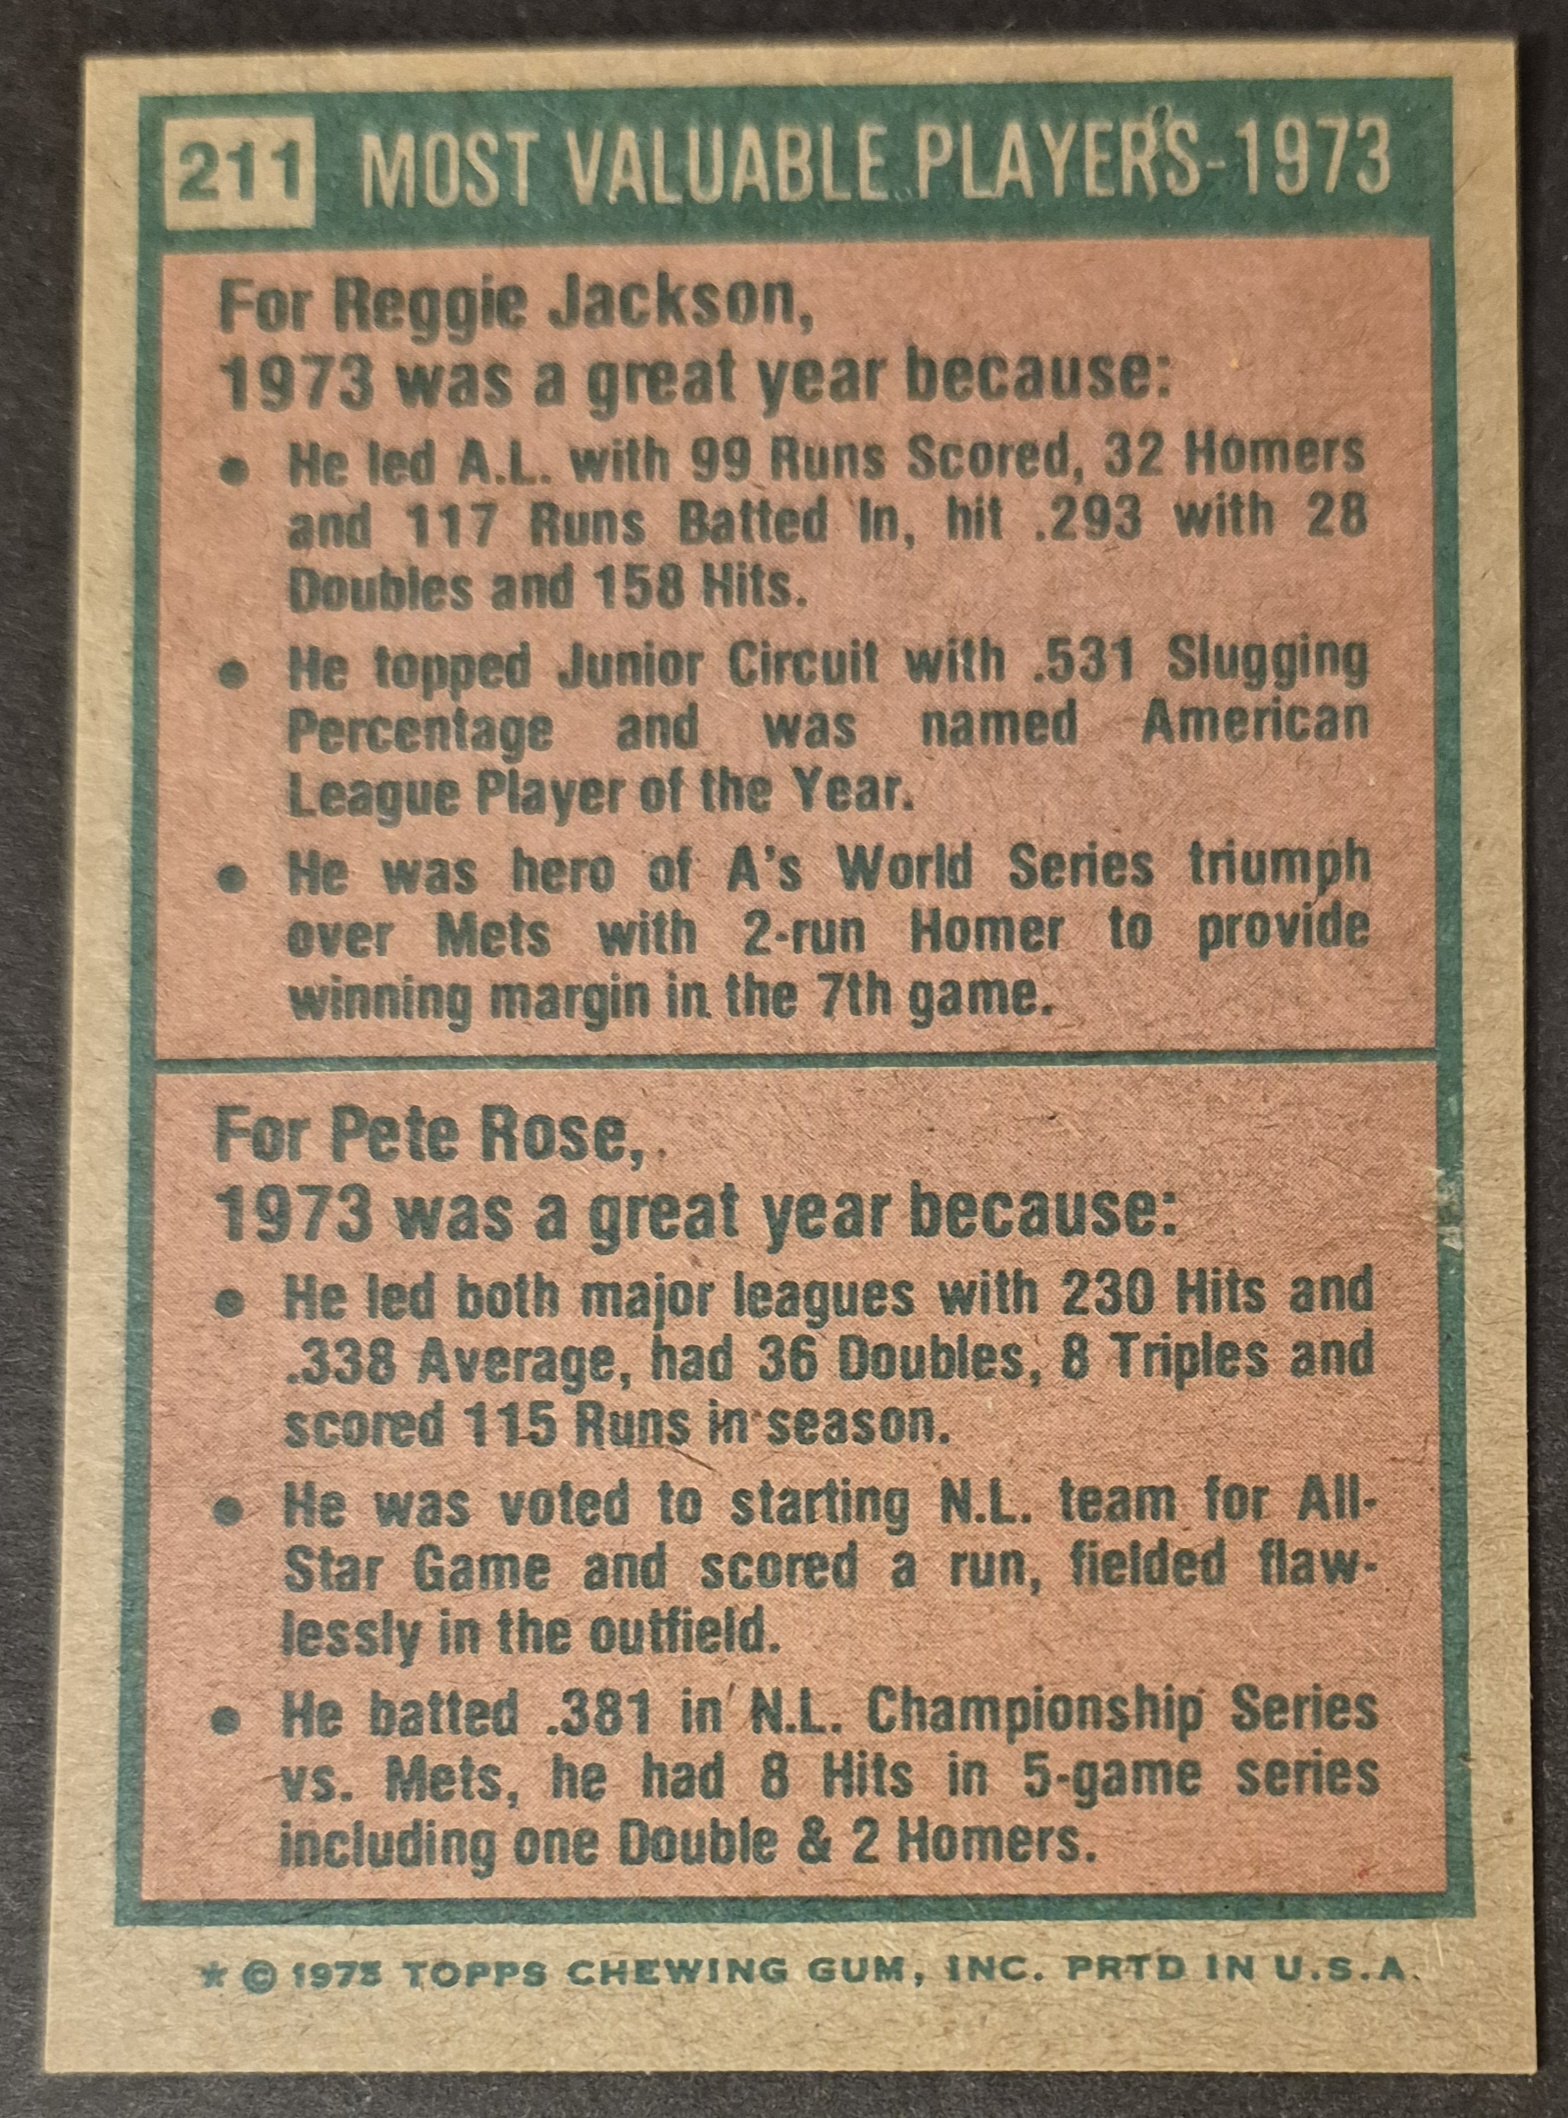 211 MOST VALUABLE PLAYERS-1973
For Reggie Jackson,
1973 was a great year because:
• He led A.L. with 99 Runs Scored, 32 Homers
and 117 Runs Batted In, hit .293 with 28
Doubles and 158 Hits.
• He topped Junior Circuit with .531 Slugging
Percentage and was named American
League Player of the Year.
• He was hero of A's World Series triumph
over Mets with 2-run Homer to provide
winning margin in the 7th game.
For Pete Rose,
1973 was a great year because:
• He led both major leagues with 230 Hits and
.338 Average, had 36 Doubles, 8 Triples and
scored 115 Runs in season.
• He was voted to starting N.L. team for All-
Star Game and scored a run, fielded flaw-
lessly in the outfield.
• He batted .381 in N.L. Championship Series
vs. Mets, he had 8 Hits in 5-game series
including one Double & 2 Homers.
* © 1975 TOPPS CHEWING GUM, INC. PRTD IN U.S.A.